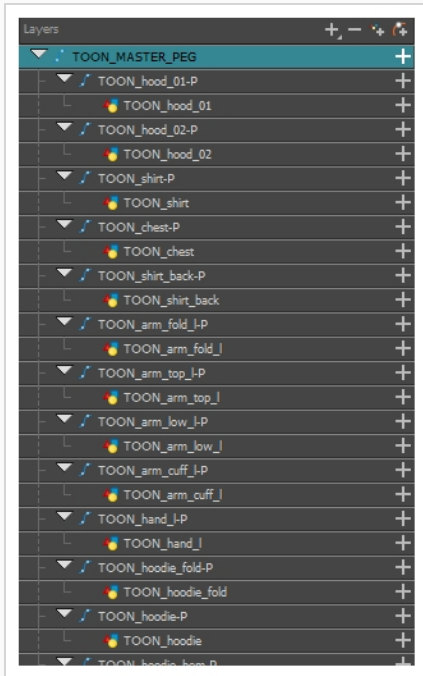 Layers
TOON_MASTER_PEG
TOON_hood_01-P
TOON_hood_01
TOON_hood_02-P
TOON_hood_02
TOON_shirt-P
TOON_shirt
TOON_chest-P
TOON_chest
TOON_shirt_back-P
TOON_shirt_back
TOON_arm_fold_l-P
TOON_arm_fold_l
TOON_arm_top_l-P
TOON_arm_top_l
TOON_arm_low_l-P
TOON_arm_low_l
TOON_arm_cuff_l-P
TOON_arm_cuff_l
TOON_hand_l-P
TOON_hand_l
TOON_hoodie_fold-P
TOON_hoodie_fold
TOON_hoodie-P
TOON_hoodie
TOON_hoodie_hem-P